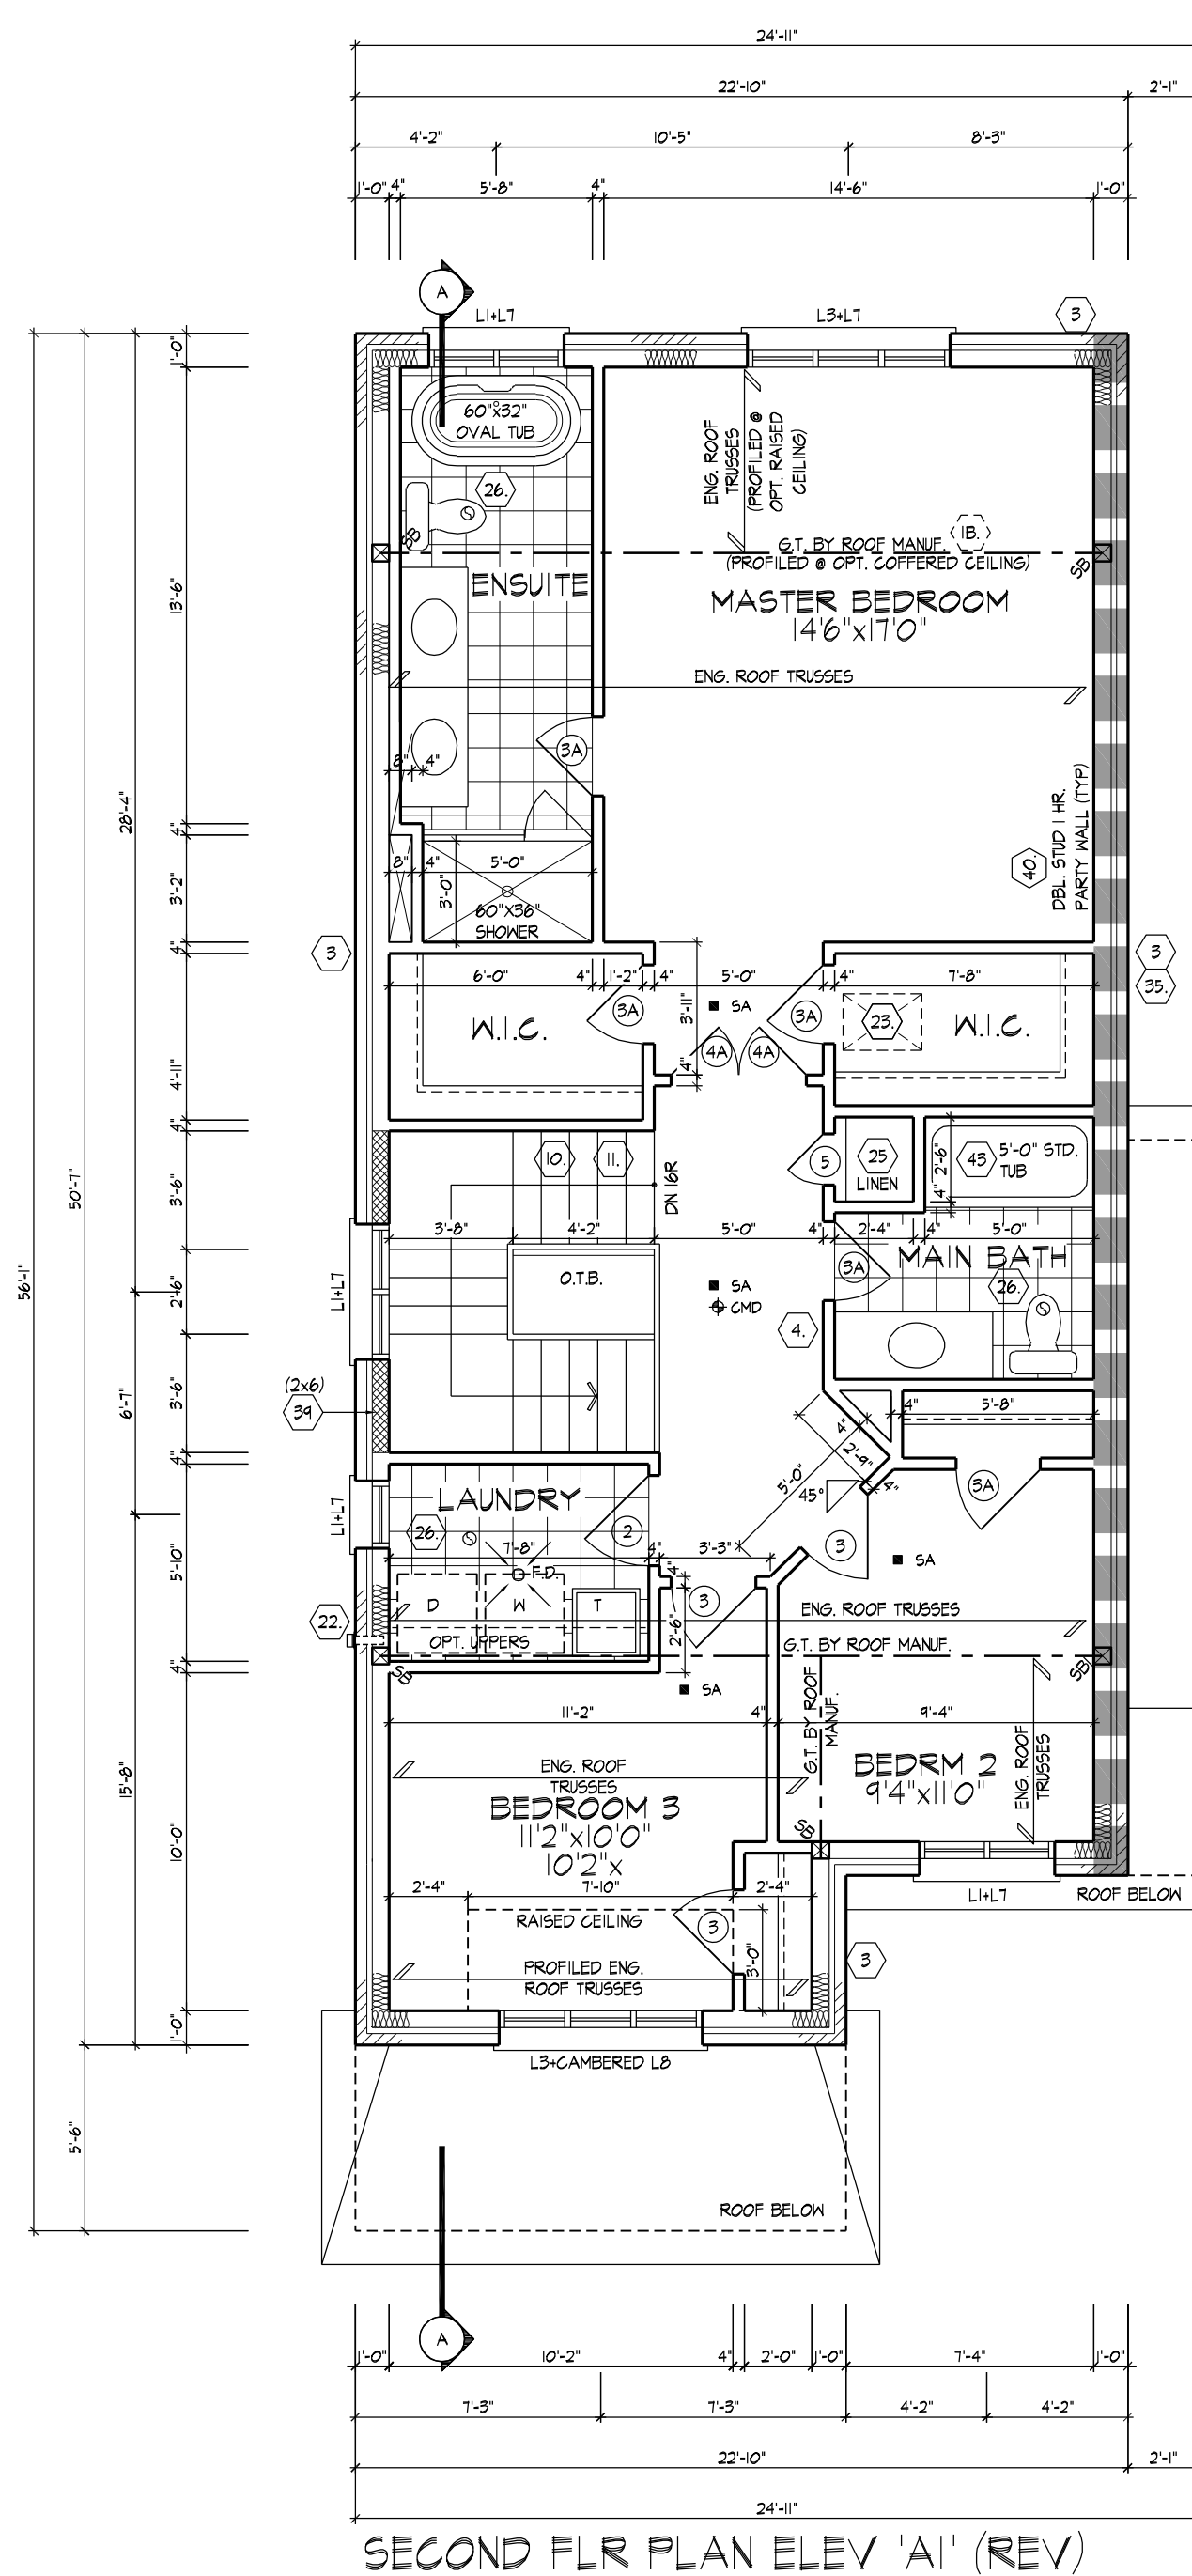 24'-11"
22'-10" 2'-1"
4'-2" 10'-5" 8'-3"
1'-0" 4" 5'-8" 4" 14'-6" 1'-0"
A
L1+L7 L3+L7 3
1'-0"
60"x32"
OVAL TUB
26.
ENG. ROOF
TRUSSES
(PROFILED @
OPT. RAISED
CEILING)
SB
1B.
G.T. BY ROOF MANUF.
(PROFILED @ OPT. COFFERED CEILING)
SB
ENSUITE
MASTER BEDROOM
14'6"x17'0"
13'-6"
ENG. ROOF TRUSSES
3A
8" 4"
28'-4"
4"
DBL. STUD 1 HR.
PARTY WALL (TYP)
40.
8" 4" 5'-0"
3'-0"
3'-2"
60"X36"
SHOWER
4"
3
3
35.
6'-0" 4" 1'-2" 4" 5'-0" 4" 7'-8"
3'-11"
3A
SA
3A
23.
W.I.C.
W.I.C.
4A 4A
4"
4'-11"
4"
10. 11.
5
25
LINEN
43
5'-0" STD.
TUB
2'-6"
4"
DN 16R
3'-6"
50'-7"
3'-8" 4'-2" 5'-0" 4" 2'-4" 4" 5'-0"
MAIN BATH
3A
26.
O.T.B.
SA
CMD
56'-1"
2'-6"
L1+L7
4.
(2x6)
39
6'-7"
3'-6"
4"
4" 5'-8"
4"
2'-9"
5'-0"
45°
4"
3A
L1+L7
LAUNDRY
26.
2
3
SA
7'-8" 4" 3'-3"
F.D.
5'-10"
4"
D W T
3
ENG. ROOF TRUSSES
22.
OPT. UPPERS
2'-6"
G.T. BY ROOF MANUF.
4"
SB
SA
SB
11'-2" 4" 9'-4"
G.T. BY ROOF
MANUF.
ENG. ROOF
TRUSSES
ENG. ROOF
TRUSSES
BEDRM 2
9'4"x11'0"
15'-8"
BEDROOM 3
11'2"x10'0"
10'2"x
SB
10'-0"
2'-4" 7'-10" 2'-4"
L1+L7
ROOF BELOW
RAISED CEILING
3
3'-0"
3
PROFILED ENG.
ROOF TRUSSES
1'-0"
L3+CAMBERED L8
5'-6"
ROOF BELOW
A
1'-0" 10'-2" 4" 2'-0" 1'-0" 7'-4" 1'-0"
7'-3" 7'-3" 4'-2" 4'-2"
22'-10" 2'-1"
24'-11"
SECOND FLR PLAN ELEV 'A1' (REV)